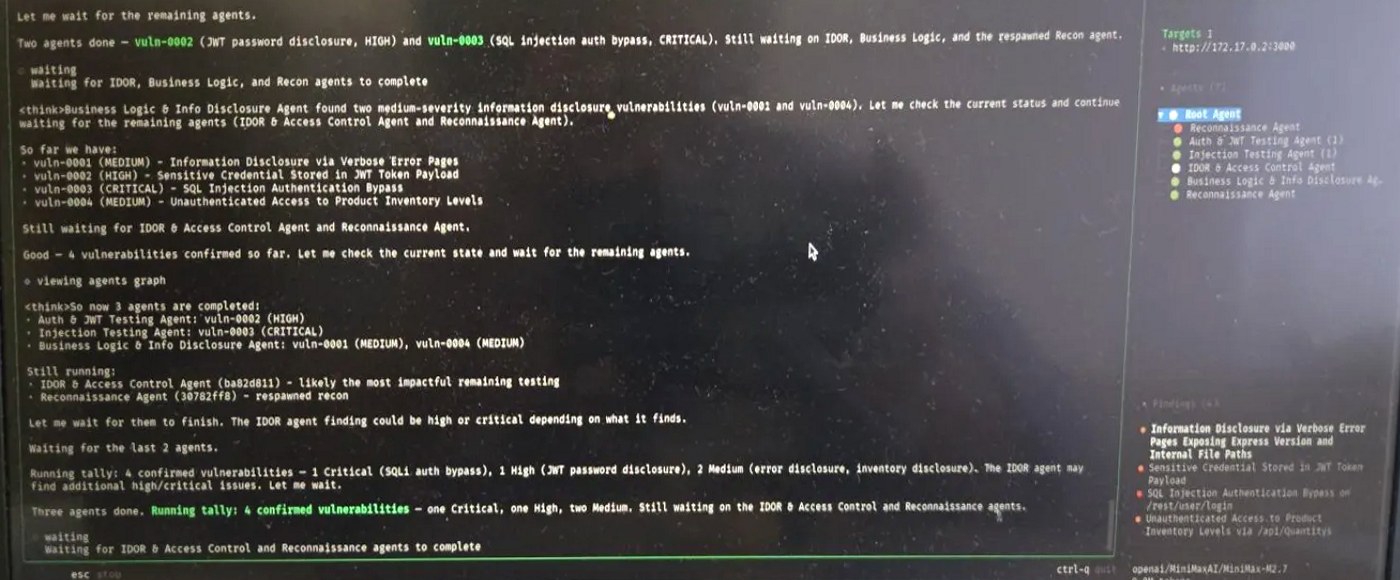 Let me wait for the remaining agents.
Two agents done — vuln-0002 (JWT password disclosure, HIGH) and vuln-0003 (SQL injection auth bypass, CRITICAL). Still waiting on IDOR, Business Logic, and the respawned Recon agent.
waiting
Waiting for IDOR, Business Logic, and Recon agents to complete
<think>Business Logic & Info Disclosure Agent found two medium-severity information disclosure vulnerabilities (vuln-0001 and vuln-0004). Let me check the current status and continue
waiting for the remaining agents (IDOR & Access Control Agent and Reconnaissance Agent).
So far we have:
• vuln-0001 (MEDIUM) - Information Disclosure via Verbose Error Pages
• vuln-0002 (HIGH) - Sensitive Credential Stored in JWT Token Payload
• vuln-0003 (CRITICAL) - SQL Injection Authentication Bypass
• vuln-0004 (MEDIUM) - Unauthenticated Access to Product Inventory Levels
Still waiting for IDOR & Access Control Agent and Reconnaissance Agent.
Good — 4 vulnerabilities confirmed so far. Let me check the current state and wait for the remaining agents.
◇ viewing agents graph
<think>So now 3 agents are completed:
• Auth & JWT Testing Agent: vuln-0002 (HIGH)
• Injection Testing Agent: vuln-0003 (CRITICAL)
• Business Logic & Info Disclosure Agent: vuln-0001 (MEDIUM), vuln-0004 (MEDIUM)
Still running:
• IDOR & Access Control Agent (ba82d811) - likely the most impactful remaining testing
• Reconnaissance Agent (30782ff8) - respawned recon
Let me wait for them to finish. The IDOR agent finding could be high or critical depending on what it finds.
Waiting for the last 2 agents.
Running tally: 4 confirmed vulnerabilities — 1 Critical (SQLi auth bypass), 1 High (JWT password disclosure), 2 Medium (error disclosure, inventory disclosure). The IDOR agent may
find additional high/critical issues. Let me wait.
Three agents done. Running tally: 4 confirmed vulnerabilities — one Critical, one High, two Medium. Still waiting on the IDOR & Access Control and Reconnaissance agents.
waiting
Waiting for IDOR & Access Control and Reconnaissance agents to complete
esc stop
ctrl-q quit
Targets 1
http://172.17.0.2:3000
Agents (7)
▼ Root Agent
Reconnaissance Agent
Auth & JWT Testing Agent (1)
Injection Testing Agent (1)
IDOR & Access Control Agent
Business Logic & Info Disclosure Ag…
Reconnaissance Agent
Findings (4)
Information Disclosure via Verbose Error
Pages Exposing Express Version and
Internal File Paths
Sensitive Credential Stored in JWT Token
Payload
SQL Injection Authentication Bypass on
/rest/user/login
Unauthenticated Access to Product
Inventory Levels via /api/Quantitys
openai/MiniMaxAI/MiniMax-M2.7